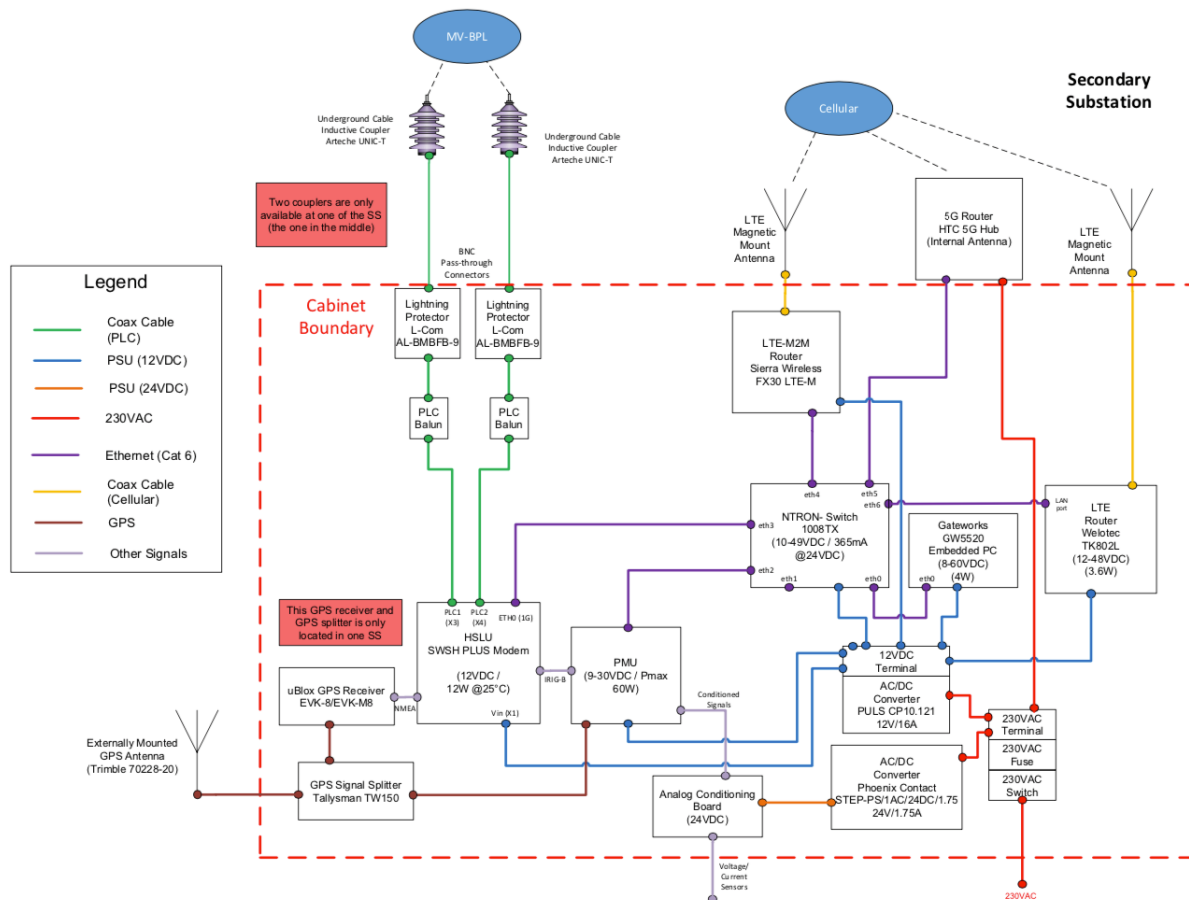 MV-BPL
Secondary
Substation
Cellular
Underground Cable
Inductive Coupler
Arteche UNIC-T
Underground Cable
Inductive Coupler
Arteche UNIC-T
Two couplers are only
available at one of the SS
(the one in the middle)
BNC
Pass-through
Connectors
LTE
Magnetic
Mount
Antenna
5G Router
HTC 5G Hub
(Internal Antenna)
LTE
Magnetic
Mount
Antenna
Legend
Coax Cable
(PLC)
PSU (12VDC)
PSU (24VDC)
230VAC
Ethernet (Cat 6)
Coax Cable
(Cellular)
GPS
Other Signals
Cabinet
Boundary
Lightning
Protector
L-Com
AL-BMBFB-9
Lightning
Protector
L-Com
AL-BMBFB-9
PLC
Balun
PLC
Balun
LTE-M2M
Router
Sierra Wireless
FX30 LTE-M
eth4
eth5
eth6
eth3
eth2
eth1
eth0
NTRON- Switch
1008TX
(10-49VDC / 365mA
@24VDC)
Gateworks
GW5520
Embedded PC
(8-60VDC)
(4W)
eth0
LAN
port
LTE
Router
Welotec
TK802L
(12-48VDC)
(3.6W)
This GPS receiver and
GPS splitter is only
located in one SS
PLC1
(X3)
PLC2
(X4)
ETH0 (1G)
HSLU
SWSH PLUS Modem
(12VDC /
12W @25°C)
Vin (X1)
IRIG-B
NMEA
PMU
(9-30VDC / Pmax
60W)
Conditioned
Signals
12VDC
Terminal
AC/DC
Converter
PULS CP10.121
12V/16A
230VAC
Terminal
230VAC
Fuse
230VAC
Switch
uBlox GPS Receiver
EVK-8/EVK-M8
Externally Mounted
GPS Antenna
(Trimble 70228-20)
GPS Signal Splitter
Tallysman TW150
Analog Conditioning
Board
(24VDC)
AC/DC
Converter
Phoenix Contact
STEP-PS/1AC/24DC/1.75
24V/1.75A
Voltage/
Current
Sensors
230VAC